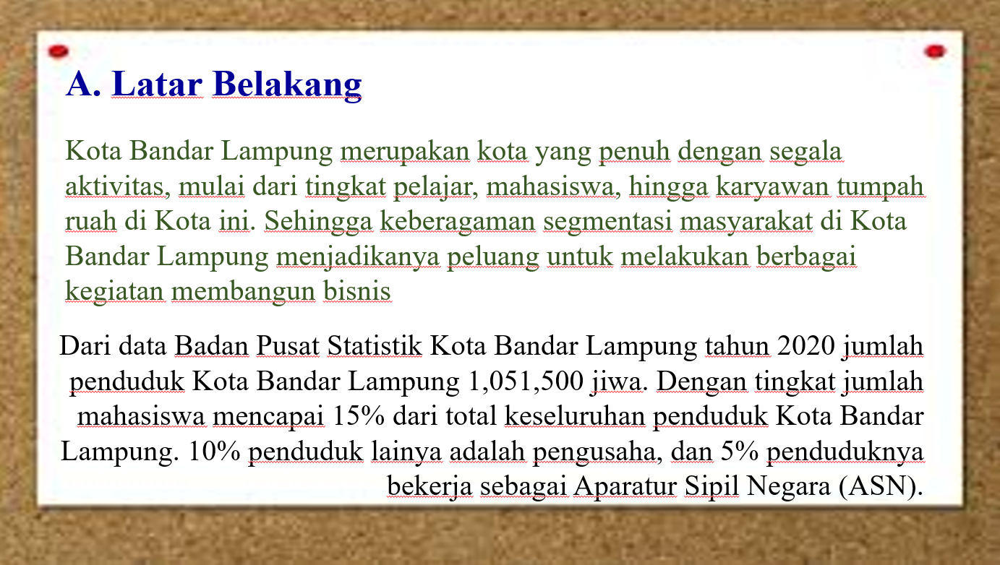 A. Latar Belakang
Kota Bandar Lampung merupakan kota yang penuh dengan segala
aktivitas, mulai dari tingkat pelajar, mahasiswa, hingga karyawan tumpah
ruah di Kota ini. Sehingga keberagaman segmentasi masyarakat di Kota
Bandar Lampung menjadikanya peluang untuk melakukan berbagai
kegiatan membangun bisnis
Dari data Badan Pusat Statistik Kota Bandar Lampung tahun 2020 jumlah
penduduk Kota Bandar Lampung 1,051,500 jiwa. Dengan tingkat jumlah
mahasiswa mencapai 15% dari total keseluruhan penduduk Kota Bandar
Lampung. 10% penduduk lainya adalah pengusaha, dan 5% penduduknya
bekerja sebagai Aparatur Sipil Negara (ASN).